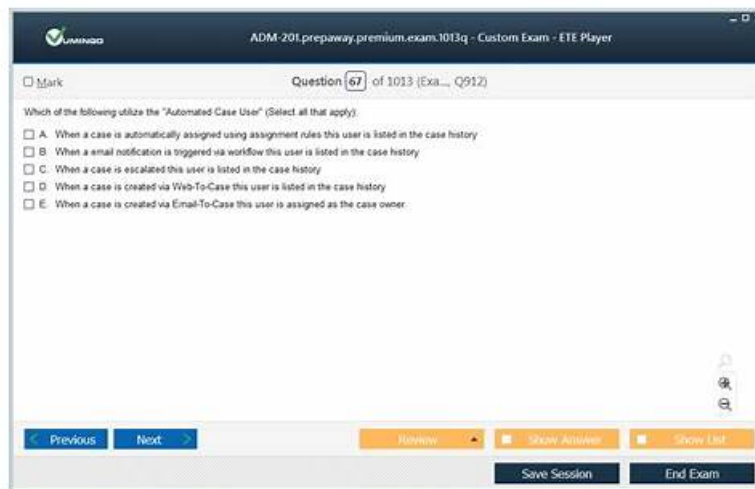 VUMINGO
ADM-201.prepaway.premium.exam.1013q - Custom Exam - ETE Player
Mark
Question 67 of 1013 (Exa..., Q912)
Which of the following utilize the "Automated Case User" (Select all that apply):
A. When a case is automatically assigned using assignment rules this user is listed in the case history
B. When a email notification is triggered via workflow this user is listed in the case history
C. When a case is escalated this user is listed in the case history
D. When a case is created via Web-To-Case this user is listed in the case history
E. When a case is created via Email-To-Case this user is assigned as the case owner.
Previous
Next
Review
Show Answer
Show List
Save Session
End Exam